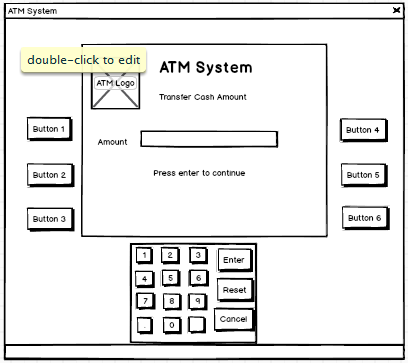 ATM System
double-click to edit
ATM System
ATM Logo
Transfer Cash Amount
Button 1
Button 4
Amount
Button 2
Press enter to continue
Button 5
Button 3
Button 6
1 2 3 Enter
4 5 6
7 8 9 Reset
. 0 Cancel